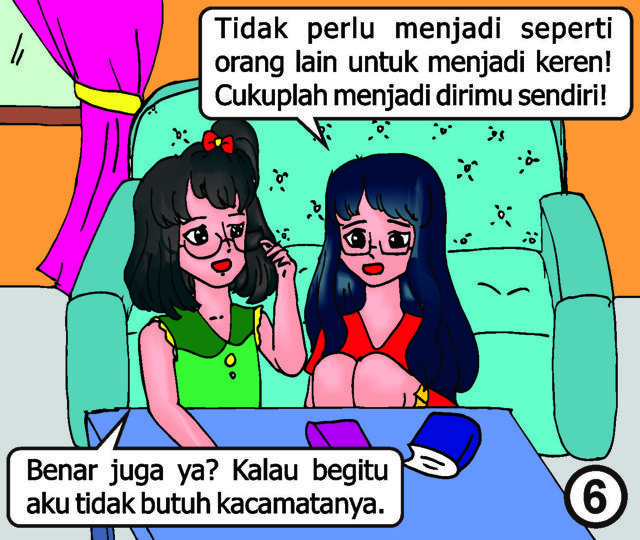 Tidak perlu menjadi seperti
orang lain untuk menjadi keren!
Cukuplah menjadi dirimu sendiri!
Benar juga ya? Kalau begitu
aku tidak butuh kacamatanya.
6